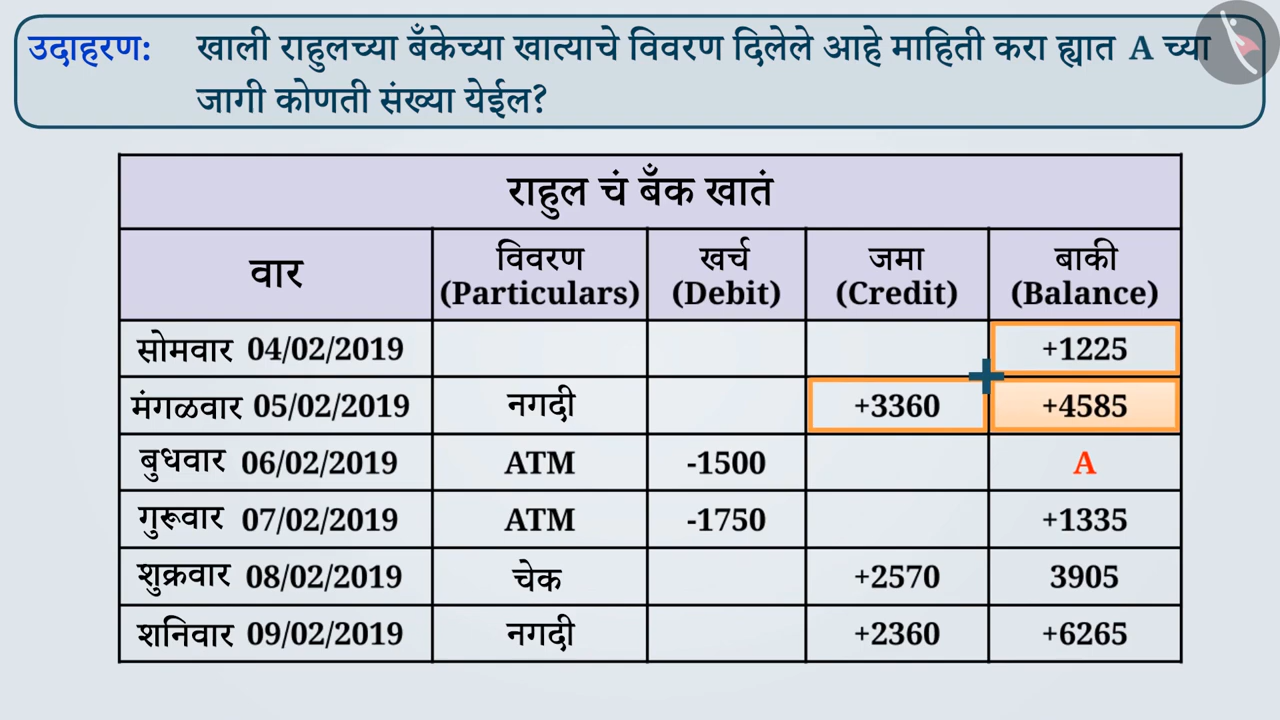 उदाहरण: खाली राहुलच्या बँकेच्या खात्याचे विवरण दिलेले आहे माहिती करा ह्यात A च्या
जागी कोणती संख्या येईल?
राहुल चं बँक खातं
वार विवरण (Particulars) खर्च (Debit) जमा (Credit) बाकी (Balance)
सोमवार 04/02/2019 +1225
मंगळवार 05/02/2019 नगदी +3360 +4585
बुधवार 06/02/2019 ATM -1500 A
गुरूवार 07/02/2019 ATM -1750 +1335
शुक्रवार 08/02/2019 चेक +2570 3905
शनिवार 09/02/2019 नगदी +2360 +6265